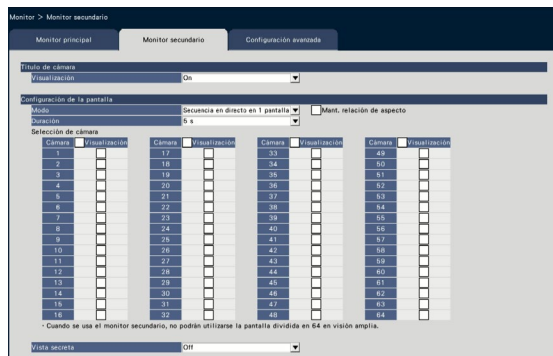 Monitor > Monitor secundario
Monitor principal Monitor secundario Configuración avanzada
Título de cámara
Visualización On
Configuración de la pantalla
Modo Secuencia en directo en 1 pantalla Mant. relación de aspecto
Duración 5 s
Selección de cámara
Cámara Visualización Cámara Visualización Cámara Visualización Cámara Visualización
1 17 33 49
2 18 34 50
3 19 35 51
4 20 36 52
5 21 37 53
6 22 38 54
7 23 39 55
8 24 40 56
9 25 41 57
10 26 42 58
11 27 43 59
12 28 44 60
13 29 45 61
14 30 46 62
15 31 47 63
16 32 48 64
· Cuando se usa el monitor secundario, no podrán utilizarse la pantalla dividida en 64 en visión amplia.
Vista secreta Off